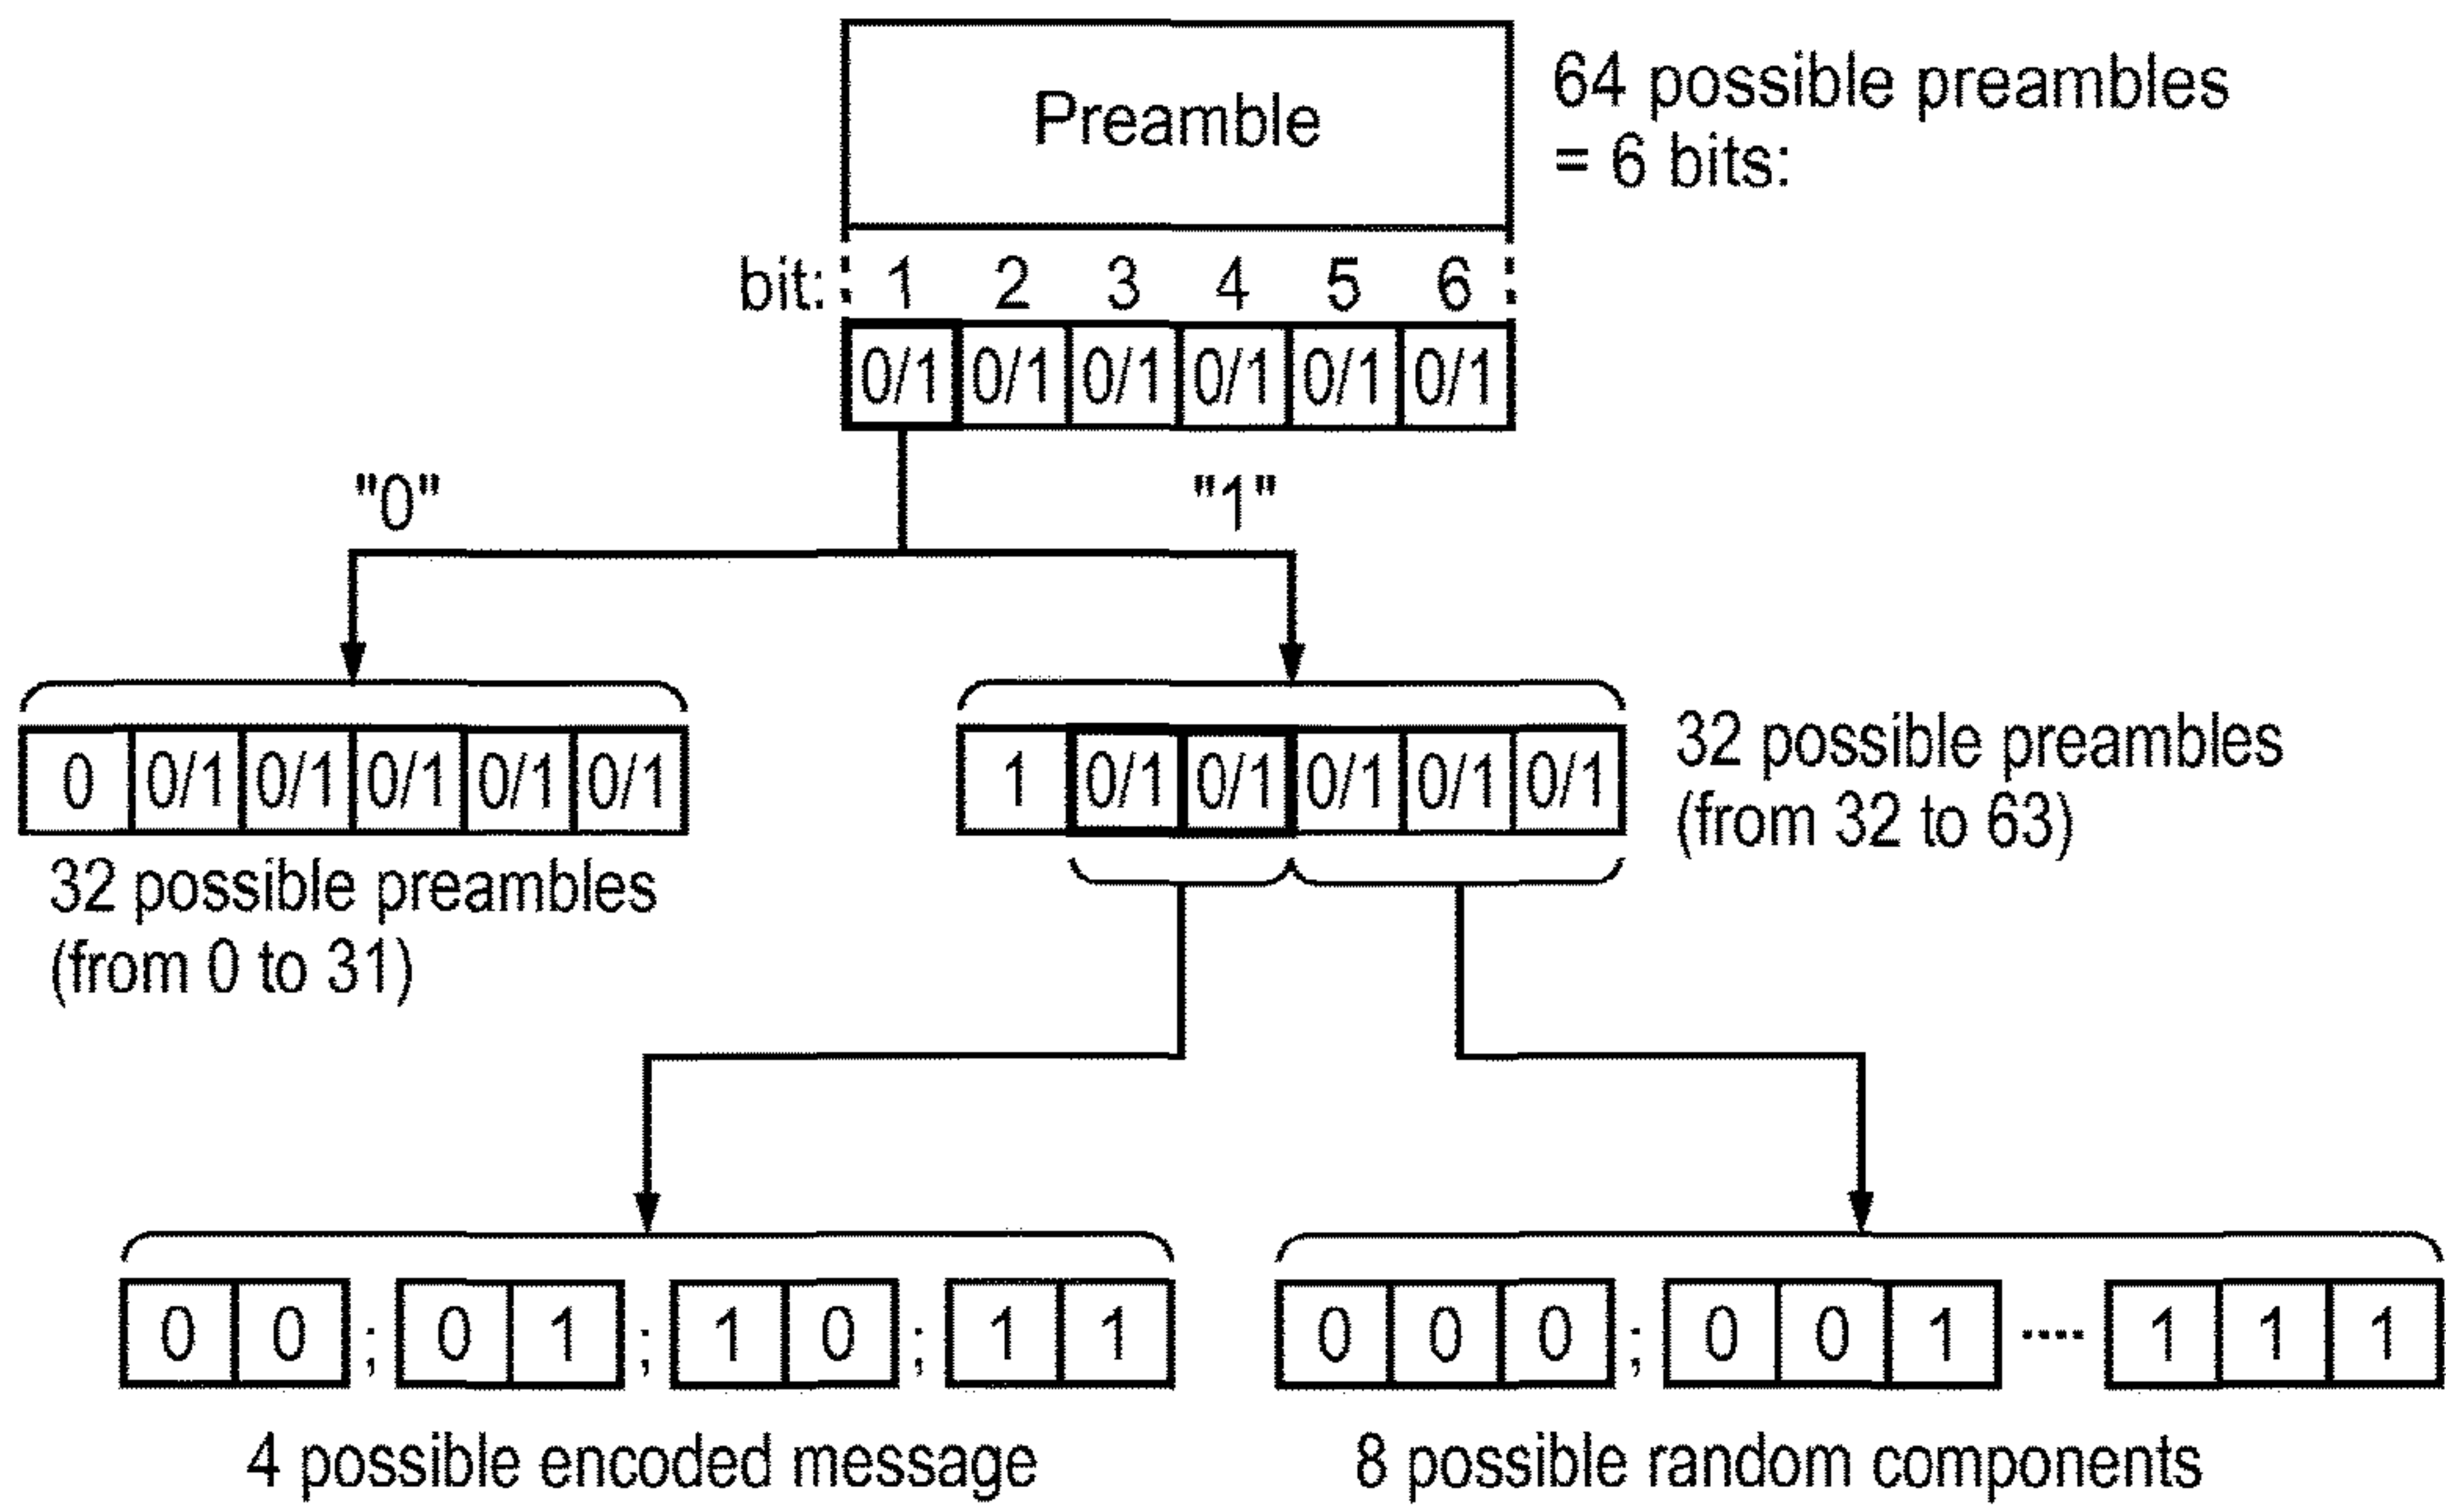 Preamble
64 possible preambles
= 6 bits:
bit: 1 2 3 4 5 6
0/1 0/1 0/1 0/1 0/1 0/1
"0" "1"
0 0/1 0/1 0/1 0/1 0/1
1 0/1 0/1 0/1 0/1 0/1
32 possible preambles
(from 32 to 63)
32 possible preambles
(from 0 to 31)
0 0 ; 0 1 ; 1 0 ; 1 1
0 0 0 ; 0 0 1 ---- 1 1 1
4 possible encoded message
8 possible random components